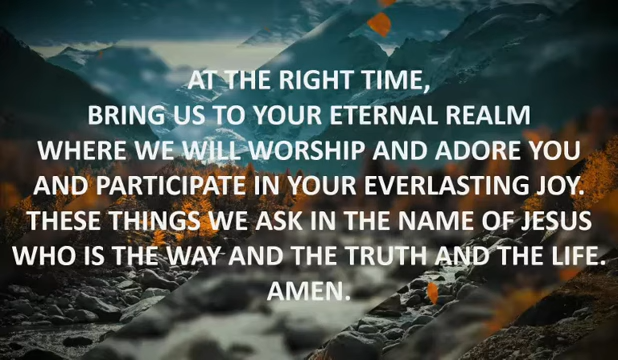 AT THE RIGHT TIME,
BRING US TO YOUR ETERNAL REALM
WHERE WE WILL WORSHIP AND ADORE YOU
AND PARTICIPATE IN YOUR EVERLASTING JOY.
THESE THINGS WE ASK IN THE NAME OF JESUS
WHO IS THE WAY AND THE TRUTH AND THE LIFE.
AMEN.